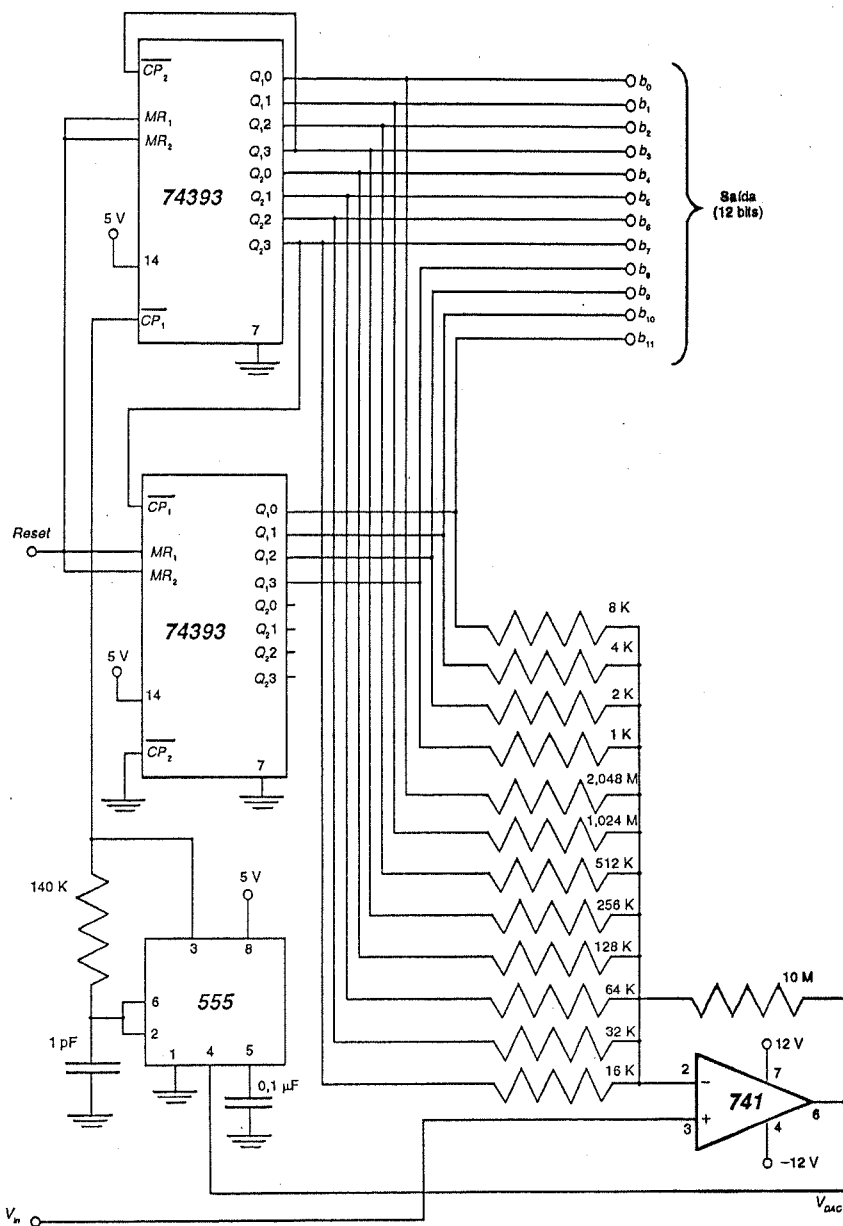 CP₂
MR₁
MR₂
74393
5 V
14
CP₁
7
Q₁0
Q₁1
Q₁2
Q₁3
Q₂0
Q₂1
Q₂2
Q₂3
b₀
b₁
b₂
b₃
b₄
b₅
b₆
b₇
b₈
b₉
b₁₀
b₁₁
Saída
(12 bits)
Reset
CP₁
MR₁
MR₂
74393
5 V
14
CP₂
7
Q₁0
Q₁1
Q₁2
Q₁3
Q₂0
Q₂1
Q₂2
Q₂3
8 K
4 K
2 K
1 K
2,048 M
1,024 M
512 K
256 K
128 K
64 K
32 K
16 K
10 M
140 K
5 V
3
8
555
6
2
1
4
5
1 pF
0,1 µF
2
3
-
+
741
12 V
7
6
4
-12 V
Vin
VDAC